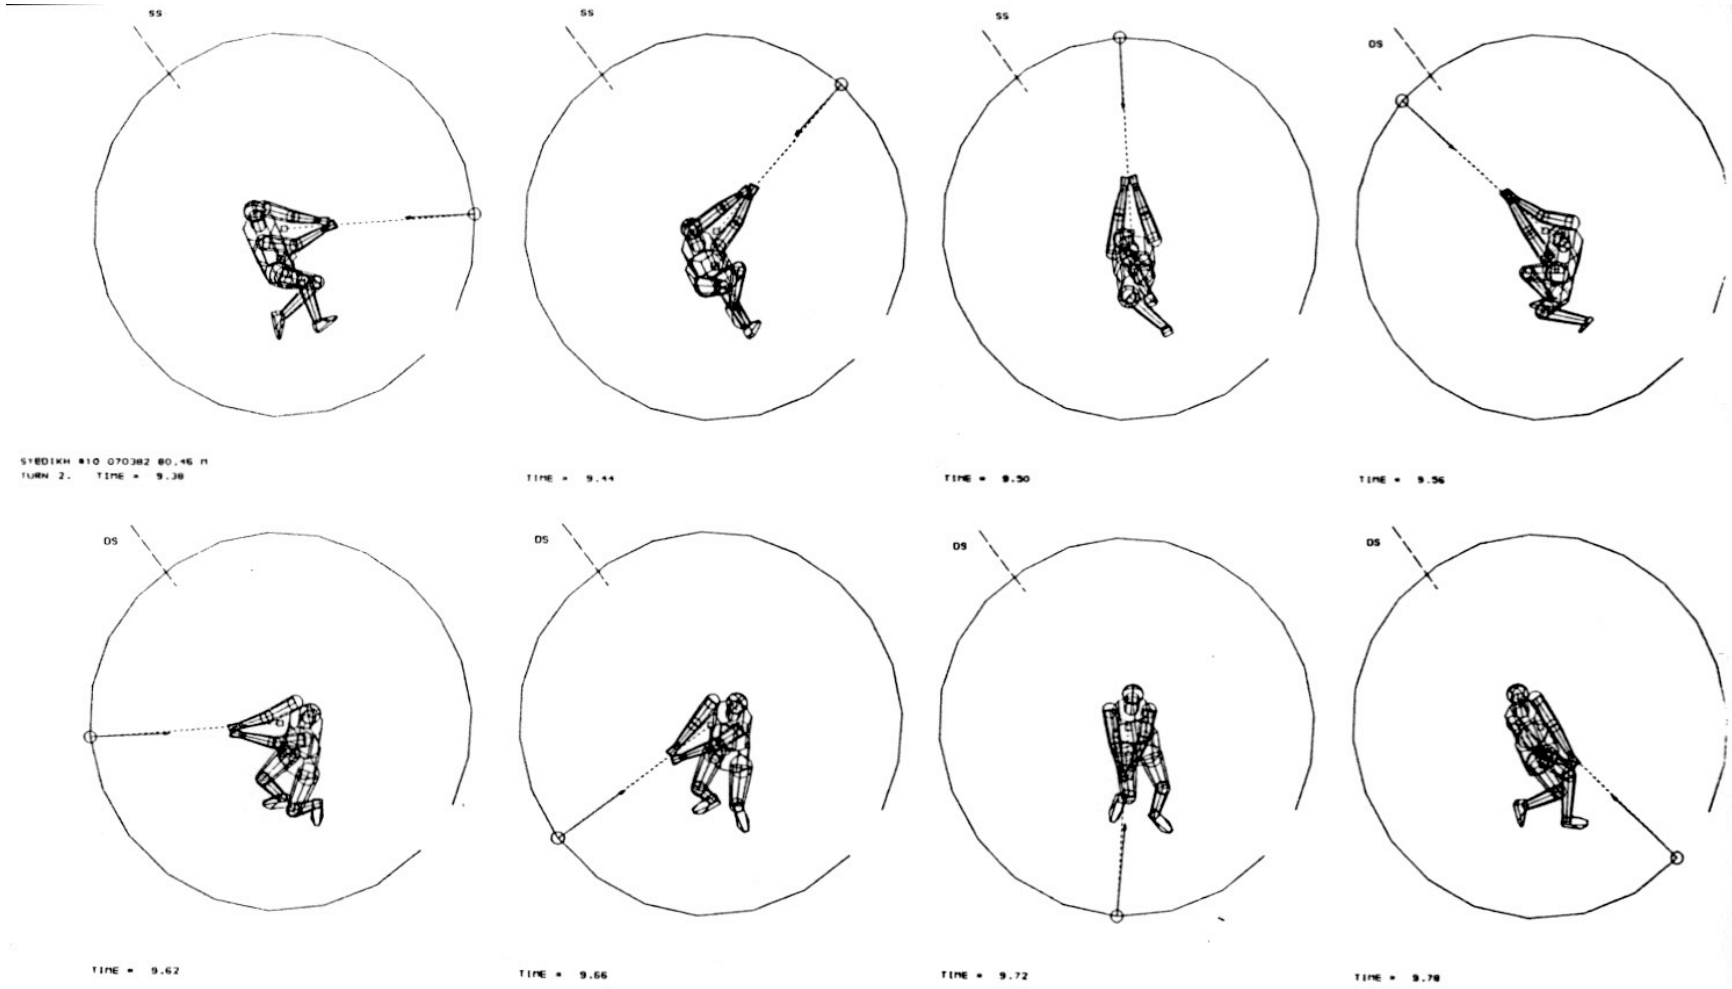 SS
SS
SS
DS
SYEDIKH #10 070382 80.46 M
TURN 2. TIME = 9.38
TIME = 9.44
TIME = 9.50
TIME = 9.56
DS
DS
DS
DS
TIME = 9.62
TIME = 9.66
TIME = 9.72
TIME = 9.78